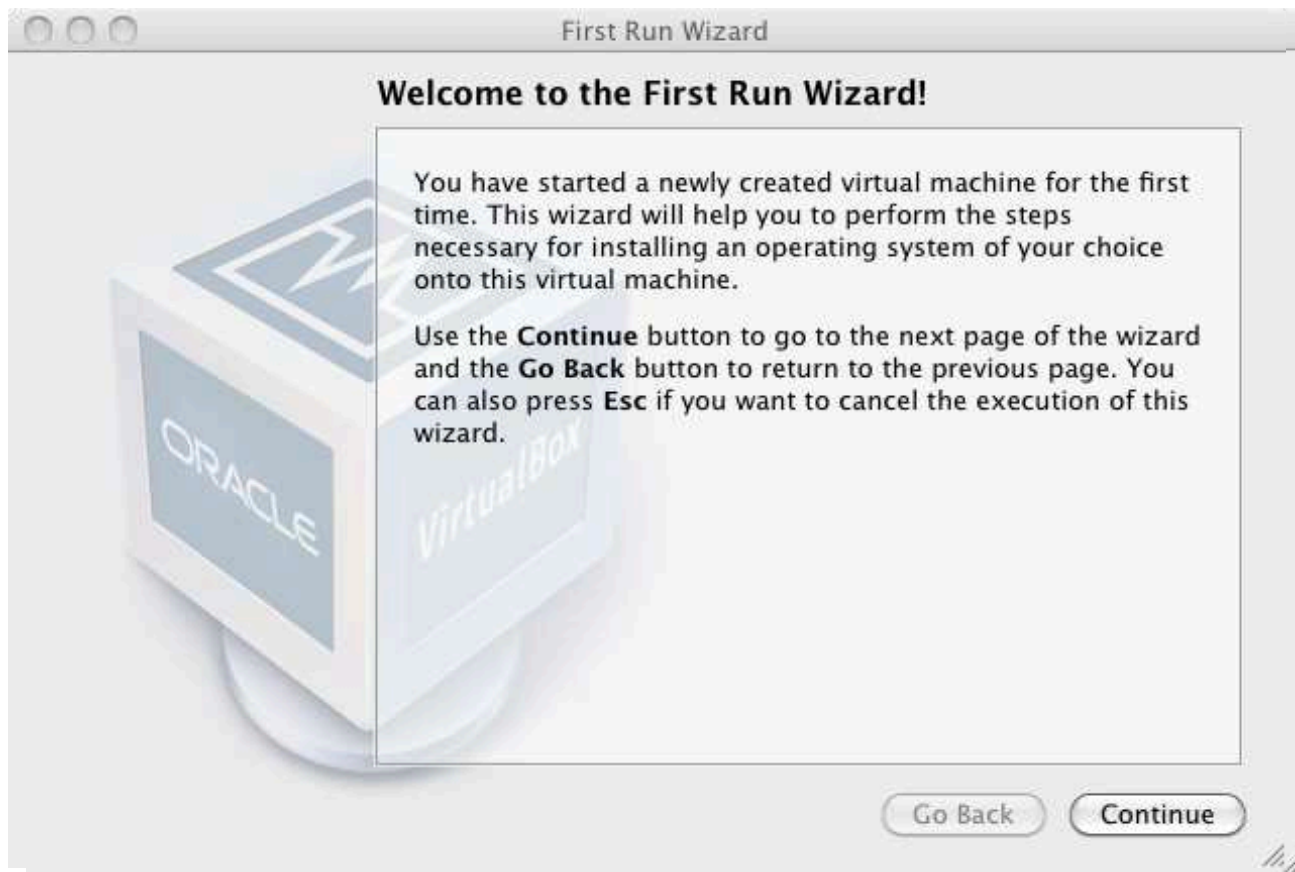 First Run Wizard
Welcome to the First Run Wizard!
You have started a newly created virtual machine for the first
time. This wizard will help you to perform the steps
necessary for installing an operating system of your choice
onto this virtual machine.
Use the Continue button to go to the next page of the wizard
and the Go Back button to return to the previous page. You
can also press Esc if you want to cancel the execution of this
wizard.
ORACLE
VirtualBox
Go Back
Continue